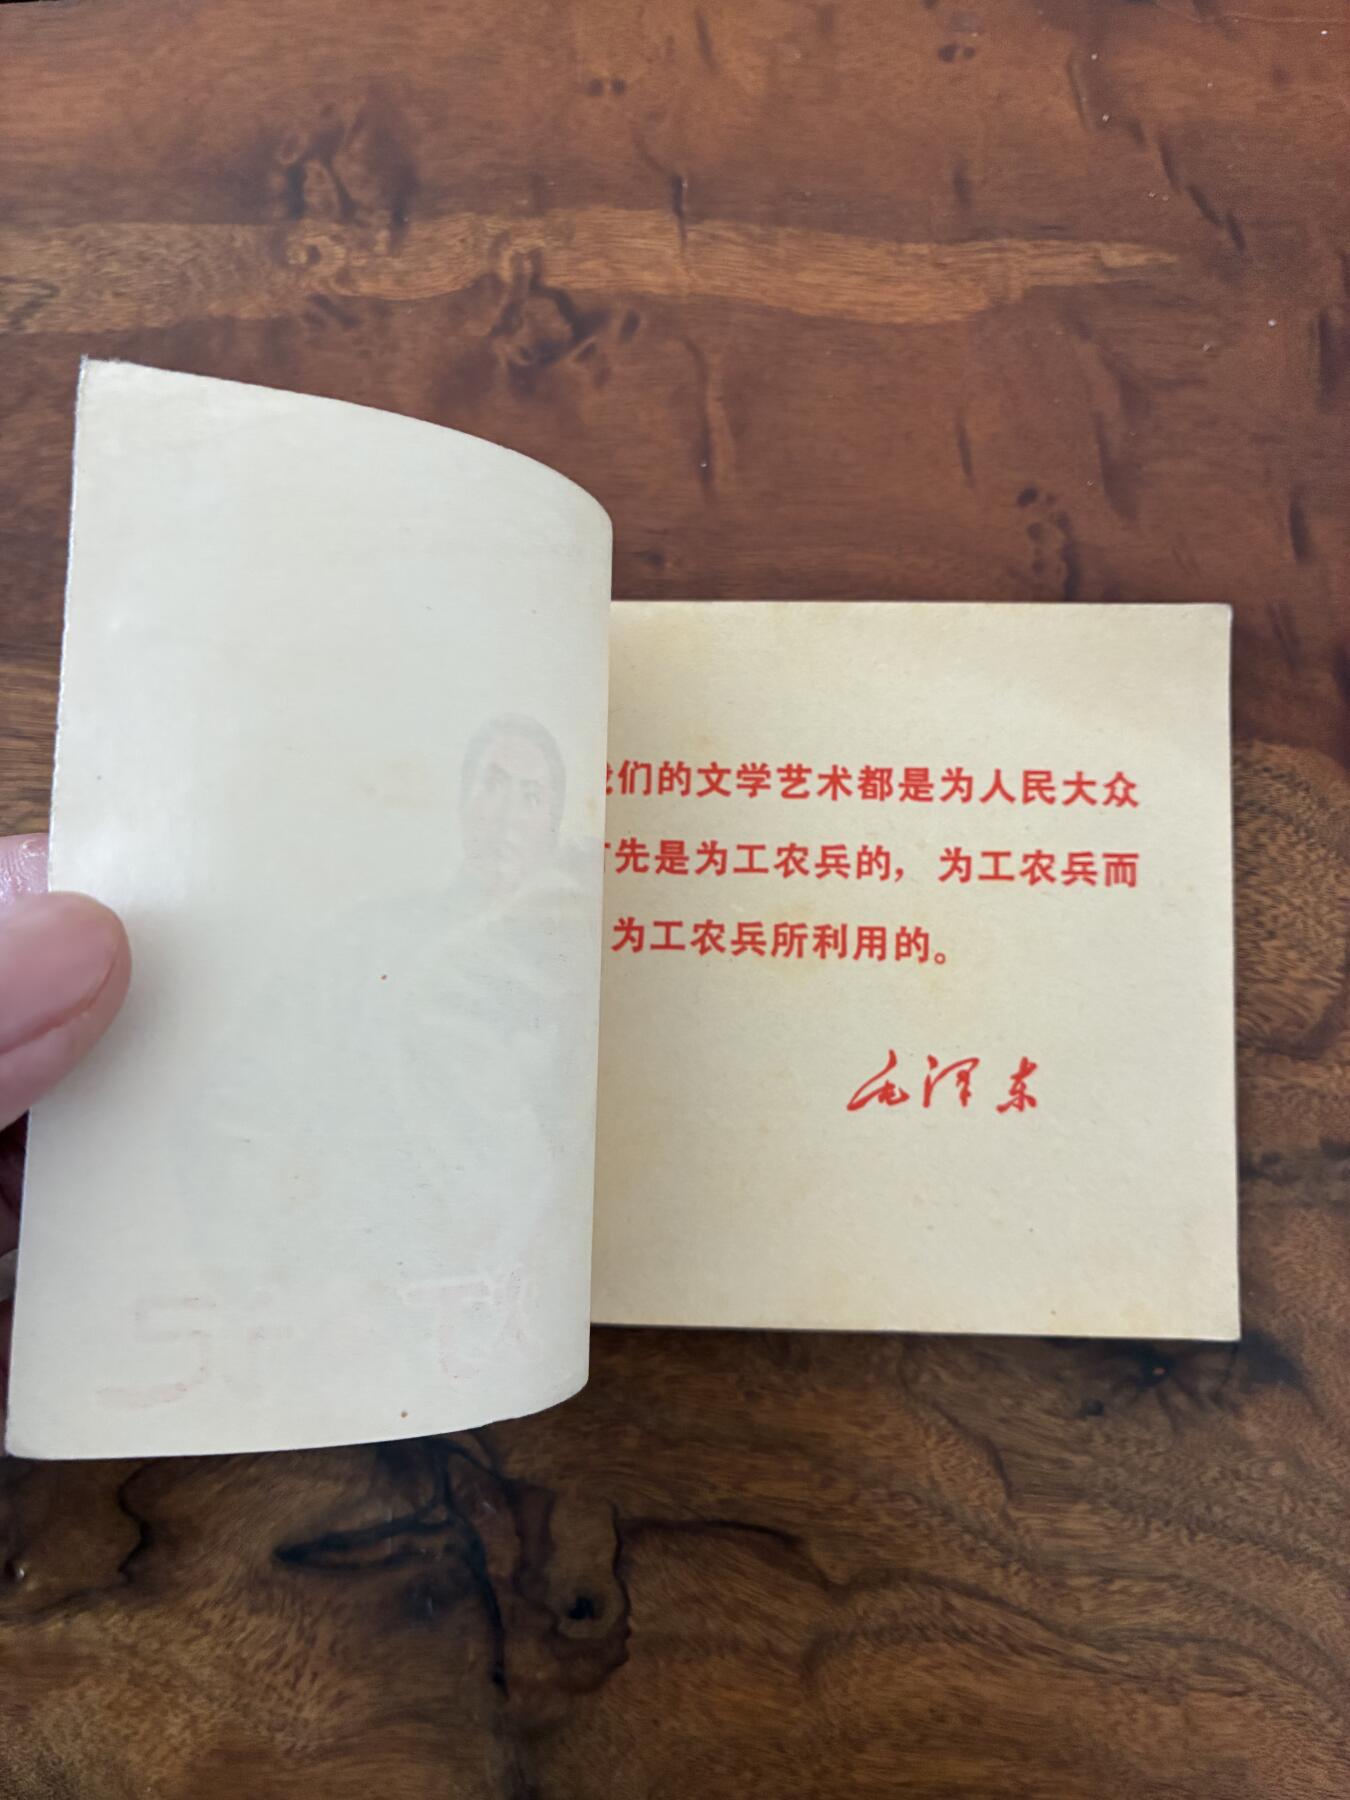 们的文学艺术都是为人民大众
先是为工农兵的，为工农兵而
为工农兵所利用的。
毛泽东